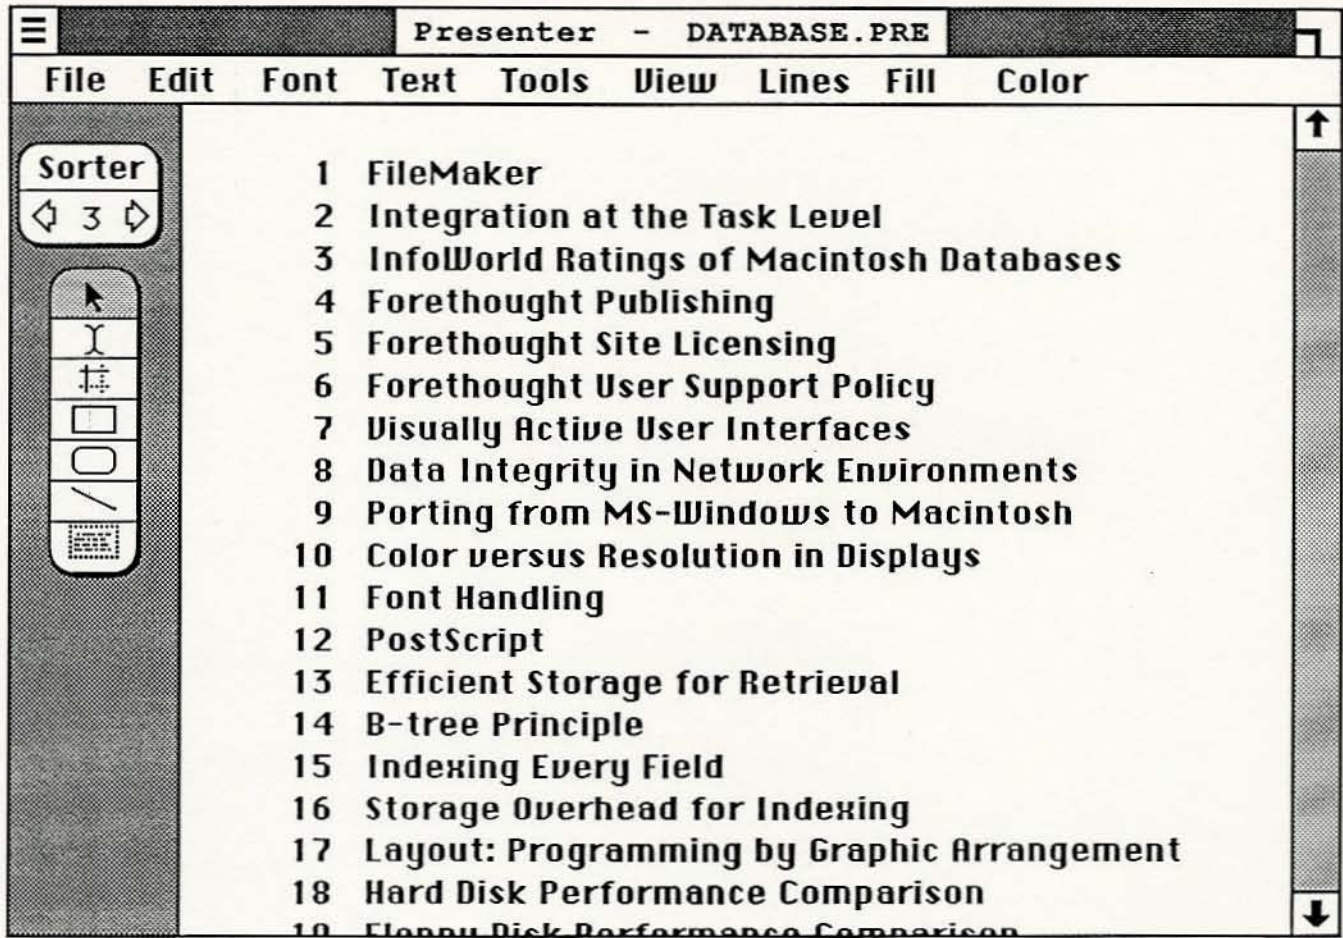 Presenter - DATABASE.PRE
File Edit Font Text Tools View Lines Fill Color
Sorter
3
1 FileMaker
2 Integration at the Task Level
3 InfoWorld Ratings of Macintosh Databases
4 Forethought Publishing
5 Forethought Site Licensing
6 Forethought User Support Policy
7 Visually Active User Interfaces
8 Data Integrity in Network Environments
9 Porting from MS-Windows to Macintosh
10 Color versus Resolution in Displays
11 Font Handling
12 PostScript
13 Efficient Storage for Retrieval
14 B-tree Principle
15 Indexing Every Field
16 Storage Overhead for Indexing
17 Layout: Programming by Graphic Arrangement
18 Hard Disk Performance Comparison
19 Floppy Disk Performance Comparison